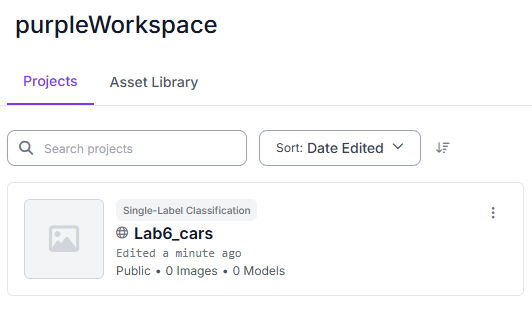 purpleWorkspace
Projects Asset Library
Search projects Sort: Date Edited
Single-Label Classification
Lab6_cars
Edited a minute ago
Public • 0 Images • 0 Models